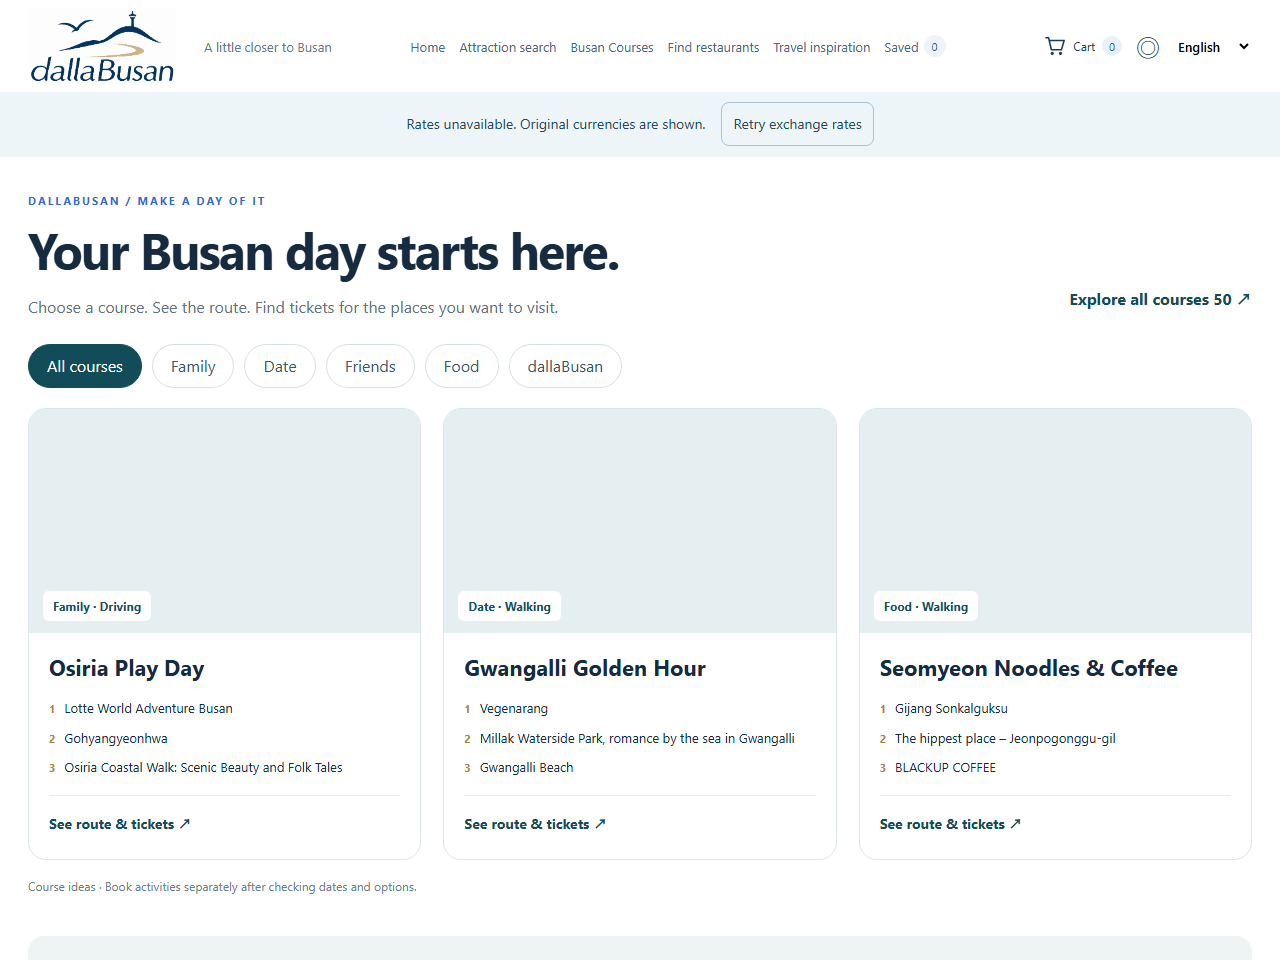 dallaBusan
A little closer to Busan
Home
Attraction search
Busan Courses
Find restaurants
Travel inspiration
Saved 0
Cart 0
English
Rates unavailable. Original currencies are shown.
Retry exchange rates
DALLABUSAN / MAKE A DAY OF IT
Your Busan day starts here.
Choose a course. See the route. Find tickets for the places you want to visit.
Explore all courses 50 ↗
All courses
Family
Date
Friends
Food
dallaBusan
Family · Driving
Osiria Play Day
1 Lotte World Adventure Busan
2 Gohyangyeonhwa
3 Osiria Coastal Walk: Scenic Beauty and Folk Tales
See route & tickets ↗
Date · Walking
Gwangalli Golden Hour
1 Vegenarang
2 Millak Waterside Park, romance by the sea in Gwangalli
3 Gwangalli Beach
See route & tickets ↗
Food · Walking
Seomyeon Noodles & Coffee
1 Gijang Sonkalguksu
2 The hippest place – Jeonpogonggu-gil
3 BLACKUP COFFEE
See route & tickets ↗
Course ideas · Book activities separately after checking dates and options.